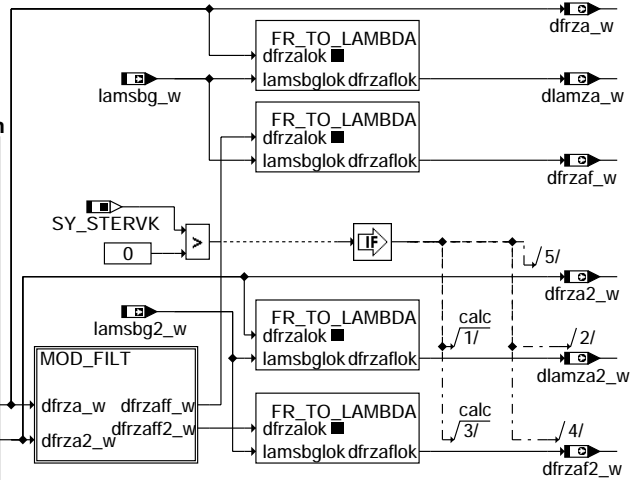 dfrza_w
FR_TO_LAMBDA
dfrzalok
lamsbglok dfrzaflok
lamsbg_w
dlamza_w
FR_TO_LAMBDA
dfrzalok
lamsbglok dfrzaflok
dfrzaf_w
SY_STERVK
>
IF
0
5/
dfrza2_w
lamsbg2_w
FR_TO_LAMBDA
dfrzalok
lamsbglok dfrzaflok
calc
1/
2/
dlamza2_w
MOD_FILT
dfrza_w dfrzaff_w
dfrza2_w dfrzaff2_w
FR_TO_LAMBDA
dfrzalok
lamsbglok dfrzaflok
calc
3/
4/
dfrzaf2_w